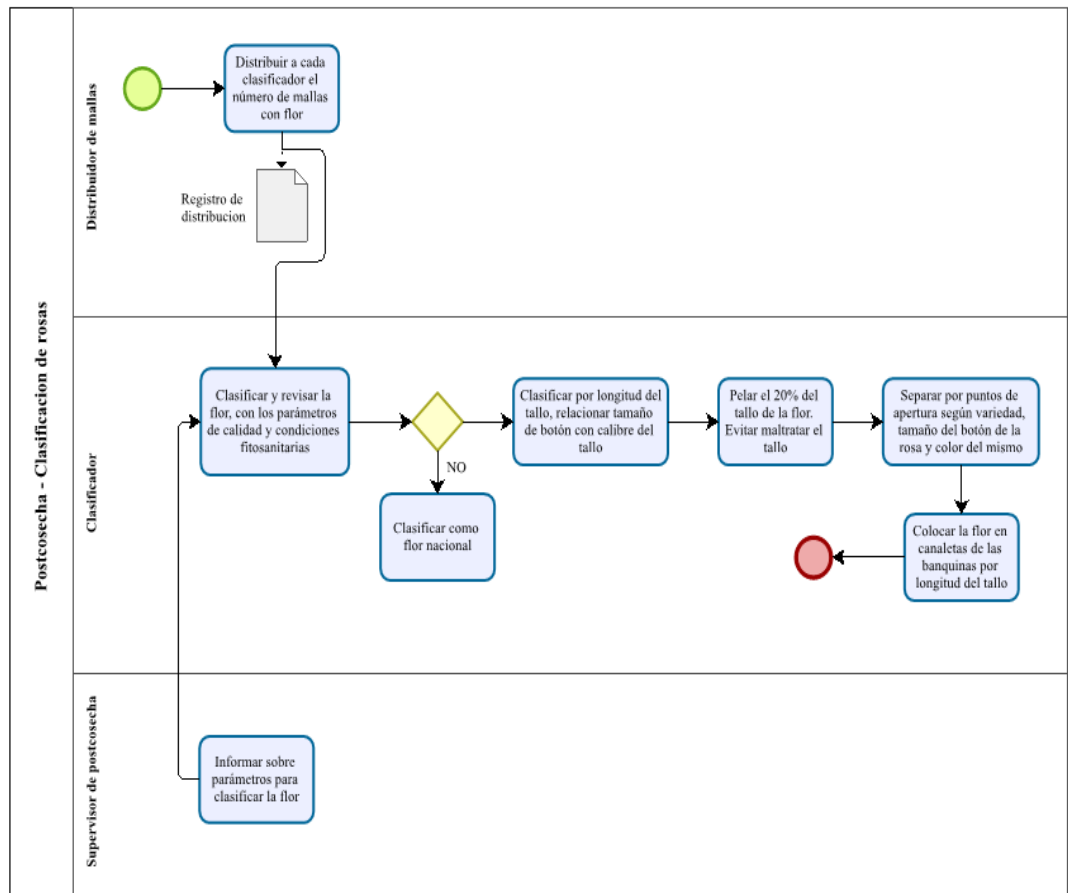 Postcosecha - Clasificacion de rosas
Distribuidor de mallas
Distribuir a cada
clasificador el
número de mallas
con flor
Registro de
distribucion
Clasificador
Clasificar y revisar la
flor, con los parámetros
de calidad y condiciones
fitosanitarias
NO
Clasificar como
flor nacional
Clasificar por longitud del
tallo, relacionar tamaño
de botón con calibre del
tallo
Pelar el 20% del
tallo de la flor.
Evitar maltratar el
tallo
Separar por puntos de
apertura según variedad,
tamaño del botón de la
rosa y color del mismo
Colocar la flor en
canaletas de las
banquinas por
longitud del tallo
Supervisor de postcosecha
Informar sobre
parámetros para
clasificar la flor